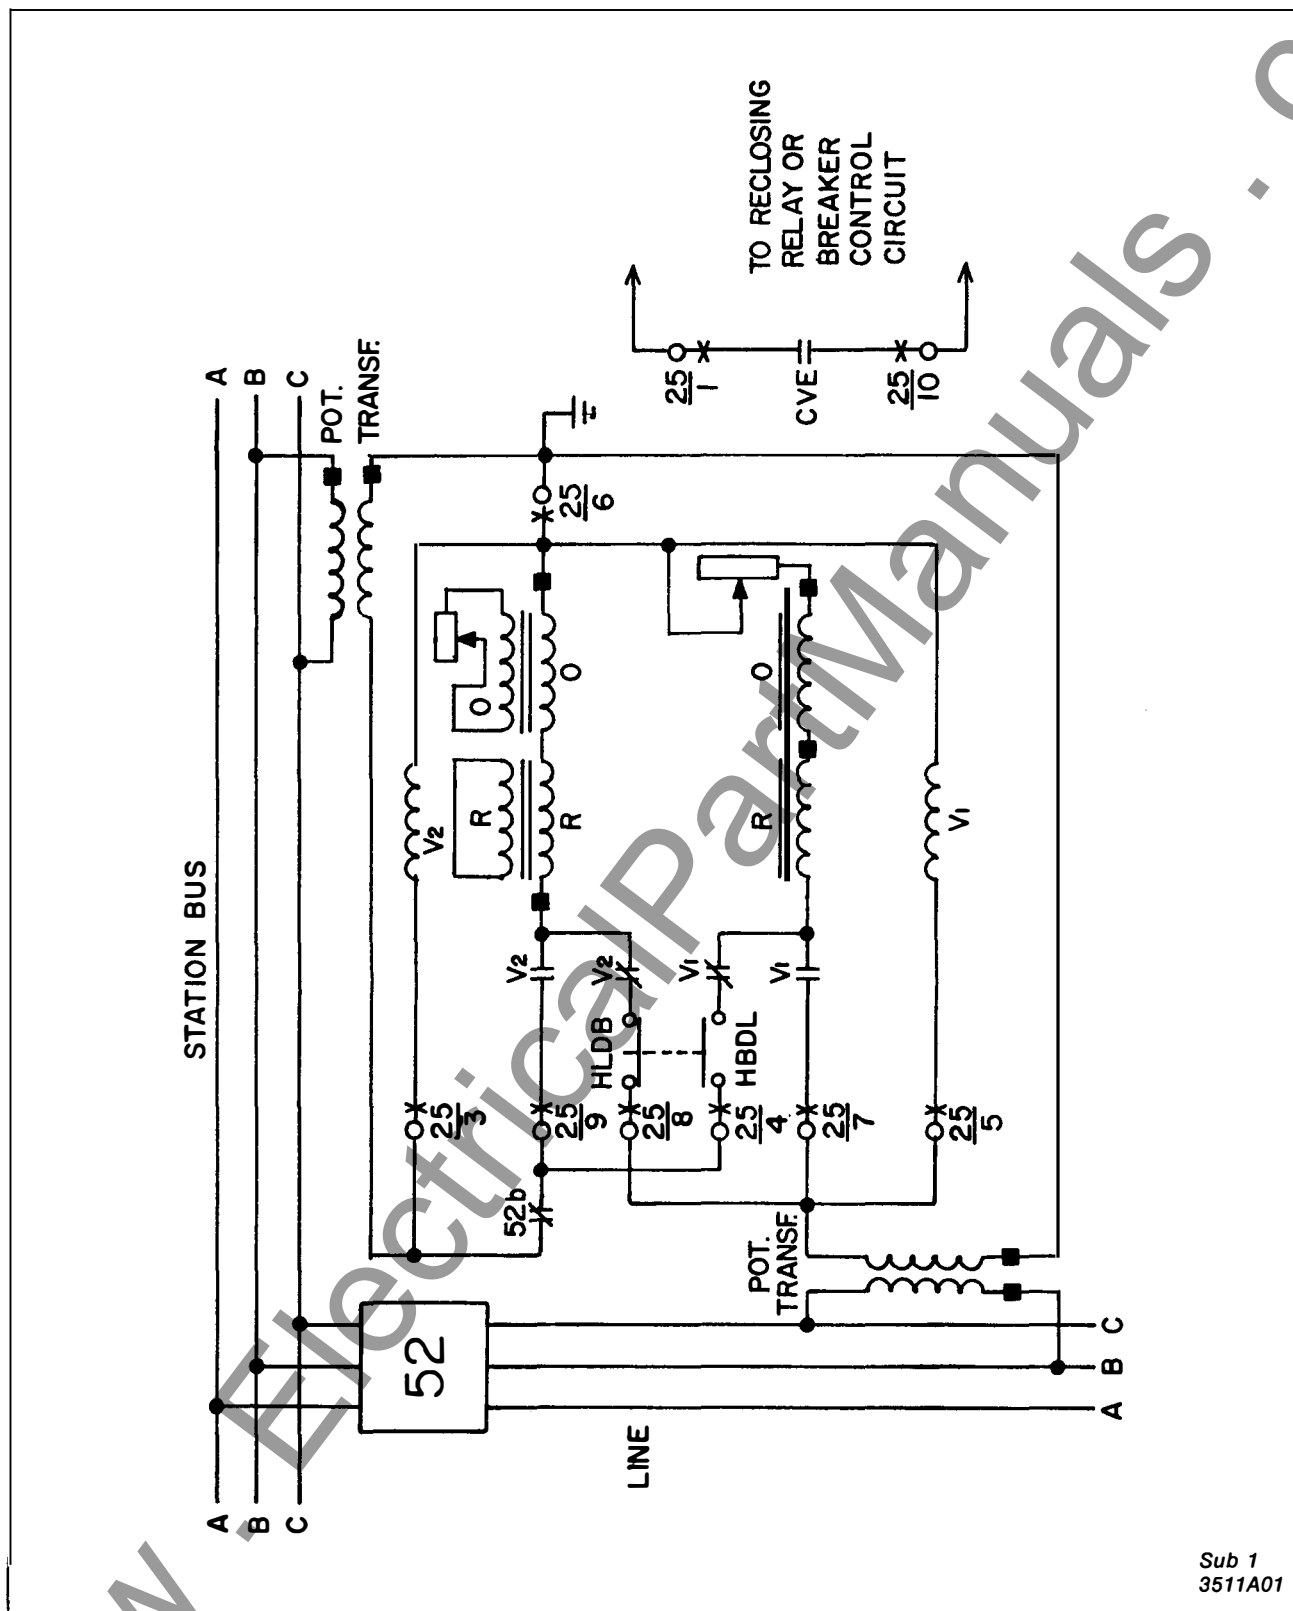 STATION BUS
A
B
C
A
B
C
POT.
TRANSF.
TO RECLOSING
RELAY OR
BREAKER
CONTROL
CIRCUIT
25
1
CVE
25
10
25
6
V2
O
O
R
R
O
R
V1
V2
V2
V1
V1
HLDB
HBDL
25
3
25
9
25
8
25
4
25
7
25
5
52b
POT.
TRANSF.
52
LINE
A
B
C
Sub 1
3511A01
w . ElectricalPartManuals . c